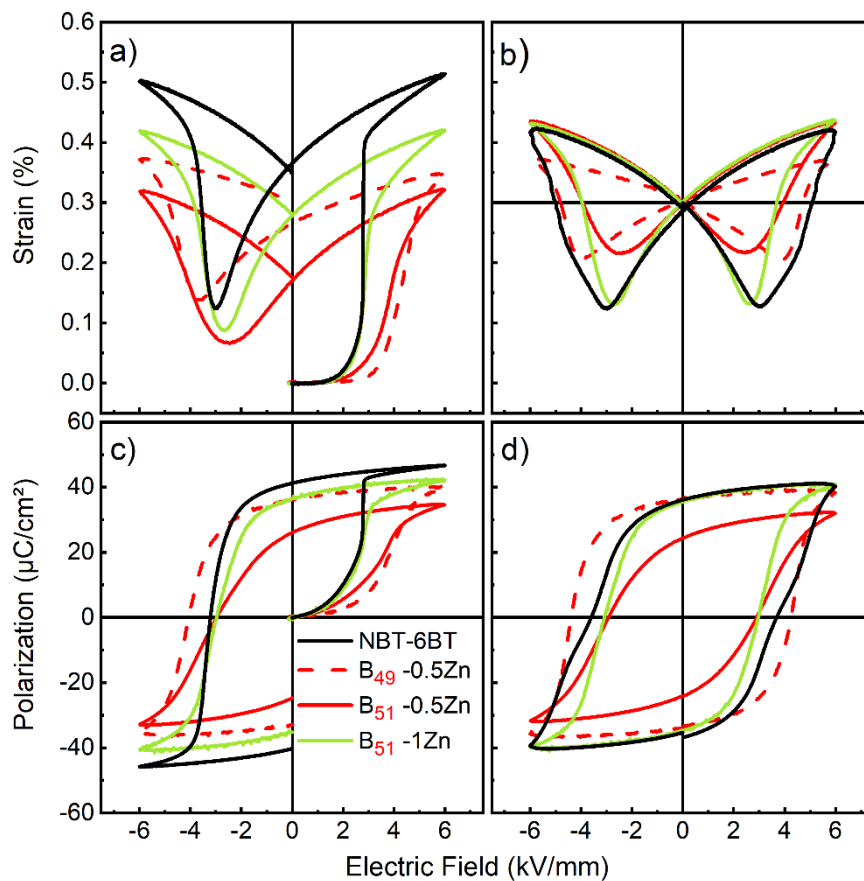 a)
b)
0.6
0.5
0.4
0.3
0.2
0.1
0.0
Strain (%)
c)
d)
60
40
20
0
-20
-40
-60
Polarization (µC/cm²)
NBT-6BT
B49 -0.5Zn
B51 -0.5Zn
B51 -1Zn
-6 -4 -2 0 2 4 6
-6 -4 -2 0 2 4 6
Electric Field (kV/mm)